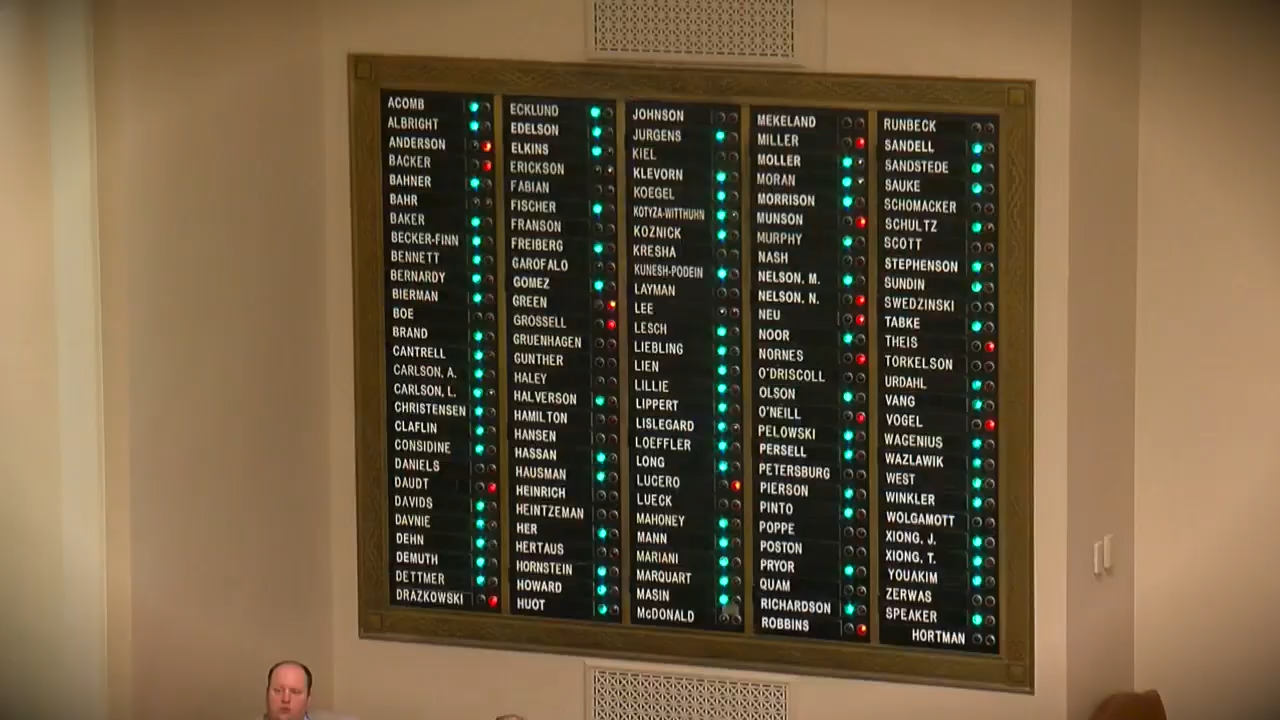 ACOMB
ALBRIGHT
ANDERSON
BACKER
BAHNER
BAHR
BAKER
BECKER-FINN
BENNETT
BERNARDY
BIERMAN
BOE
BRAND
CANTRELL
CARLSON, A.
CARLSON, L.
CHRISTENSEN
CLAFLIN
CONSIDINE
DANIELS
DAUDT
DAVIDS
DAVNIE
DEHN
DEMUTH
DETTMER
DRAZKOWSKI
ECKLUND
EDELSON
ELKINS
ERICKSON
FABIAN
FISCHER
FRANSON
FREIBERG
GAROFALO
GOMEZ
GREEN
GROSSELL
GRUENHAGEN
GUNTHER
HALEY
HALVERSON
HAMILTON
HANSEN
HASSAN
HAUSMAN
HEINRICH
HEINTZEMAN
HER
HERTAUS
HORNSTEIN
HOWARD
HUOT
JOHNSON
JURGENS
KIEL
KLEVORN
KOEGEL
KOTYZA-WITTHUHN
KOZNICK
KRESHA
KUNESH-PODEIN
LAYMAN
LEE
LESCH
LIEBLING
LIEN
LILLIE
LIPPERT
LISLEGARD
LOEFFLER
LONG
LUCERO
LUECK
MAHONEY
MANN
MARIANI
MARQUART
MASIN
McDONALD
MEKELAND
MILLER
MOLLER
MORAN
MORRISON
MUNSON
MURPHY
NASH
NELSON, M.
NELSON, N.
NEU
NOOR
NORNES
O'DRISCOLL
OLSON
O'NEILL
PELOWSKI
PERSELL
PETERSBURG
PIERSON
PINTO
POPPE
POSTON
PRYOR
QUAM
RICHARDSON
ROBBINS
RUNBECK
SANDELL
SANDSTEDE
SAUKE
SCHOMACKER
SCHULTZ
SCOTT
STEPHENSON
SUNDIN
SWEDZINSKI
TABKE
THEIS
TORKELSON
URDAHL
VANG
VOGEL
WAGENIUS
WAZLAWIK
WEST
WINKLER
WOLGAMOTT
XIONG, J.
XIONG, T.
YOUAKIM
ZERWAS
SPEAKER
HORTMAN